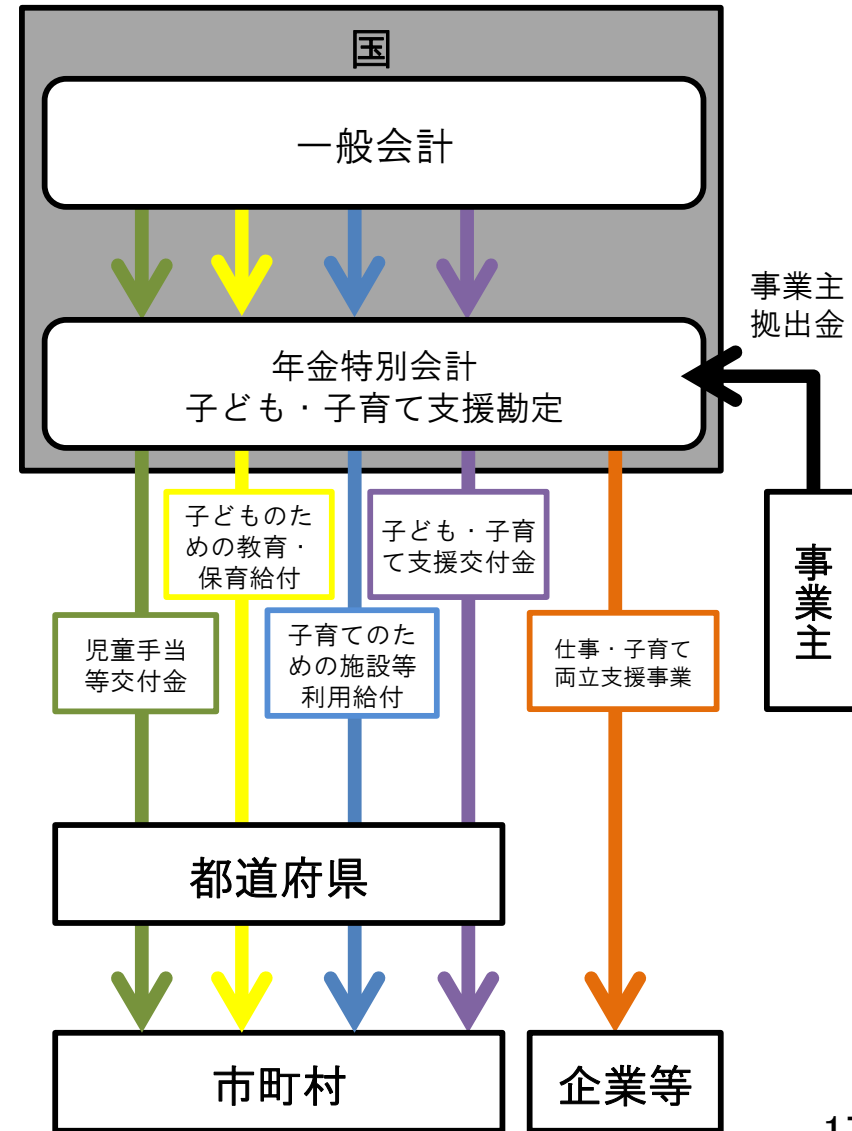 国
一般会計
事業主
拠出金
年金特別会計
子ども・子育て支援勘定
子どものた
めの教育・
保育給付
子ども・子育
て支援交付金
事業主
児童手当
等交付金
子育てのた
めの施設等
利用給付
仕事・子育て
両立支援事業
都道府県
市町村
企業等